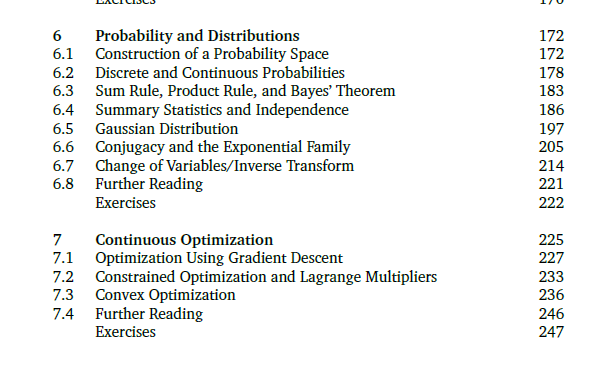 Exercises 170
6 Probability and Distributions 172
6.1 Construction of a Probability Space 172
6.2 Discrete and Continuous Probabilities 178
6.3 Sum Rule, Product Rule, and Bayes’ Theorem 183
6.4 Summary Statistics and Independence 186
6.5 Gaussian Distribution 197
6.6 Conjugacy and the Exponential Family 205
6.7 Change of Variables/Inverse Transform 214
6.8 Further Reading 221
Exercises 222
7 Continuous Optimization 225
7.1 Optimization Using Gradient Descent 227
7.2 Constrained Optimization and Lagrange Multipliers 233
7.3 Convex Optimization 236
7.4 Further Reading 246
Exercises 247